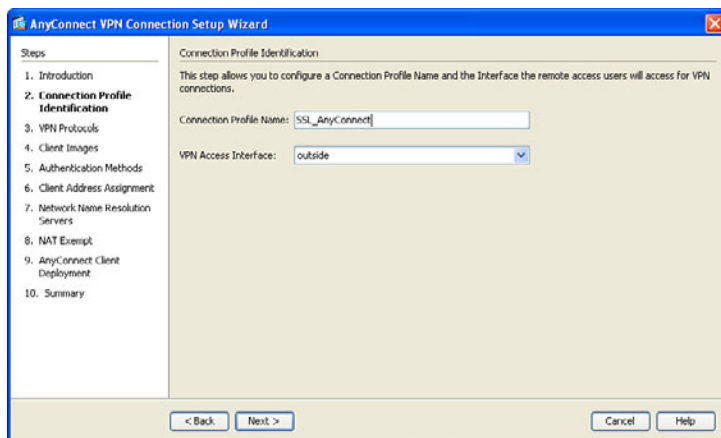 AnyConnect VPN Connection Setup Wizard
Steps
1. Introduction
2. Connection Profile
Identification
3. VPN Protocols
4. Client Images
5. Authentication Methods
6. Client Address Assignment
7. Network Name Resolution
Servers
8. NAT Exempt
9. AnyConnect Client
Deployment
10. Summary
Connection Profile Identification
This step allows you to configure a Connection Profile Name and the Interface the remote access users will access for VPN
connections.
Connection Profile Name: SSL_AnyConnect
VPN Access Interface: outside
< Back Next > Cancel Help